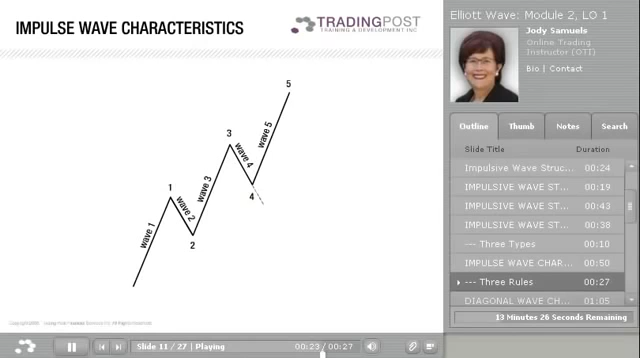 IMPULSE WAVE CHARACTERISTICS
TRADINGPOST
TRAINING & DEVELOPMENT INC
5
wave 5
3
wave 4
4
1
wave 2
wave 3
2
wave 1
Slide 11 / 27 | Playing
00:23 / 00:27
Elliott Wave: Module 2, LO 1
Jody Samuels
Online Trading
Instructor (OTI)
Bio | Contact
Outline Thumb Notes Search
Slide Title Duration
Impulsive Wave Struc... 00:24
IMPULSIVE WAVE ST... 00:19
IMPULSIVE WAVE ST... 00:43
IMPULSIVE WAVE ST... 00:38
--- Three Types 00:10
IMPULSE WAVE CHAR... 00:50
--- Three Rules 00:27
DIAGONAL WAVE CH... 01:05
13 Minutes 26 Seconds Remaining